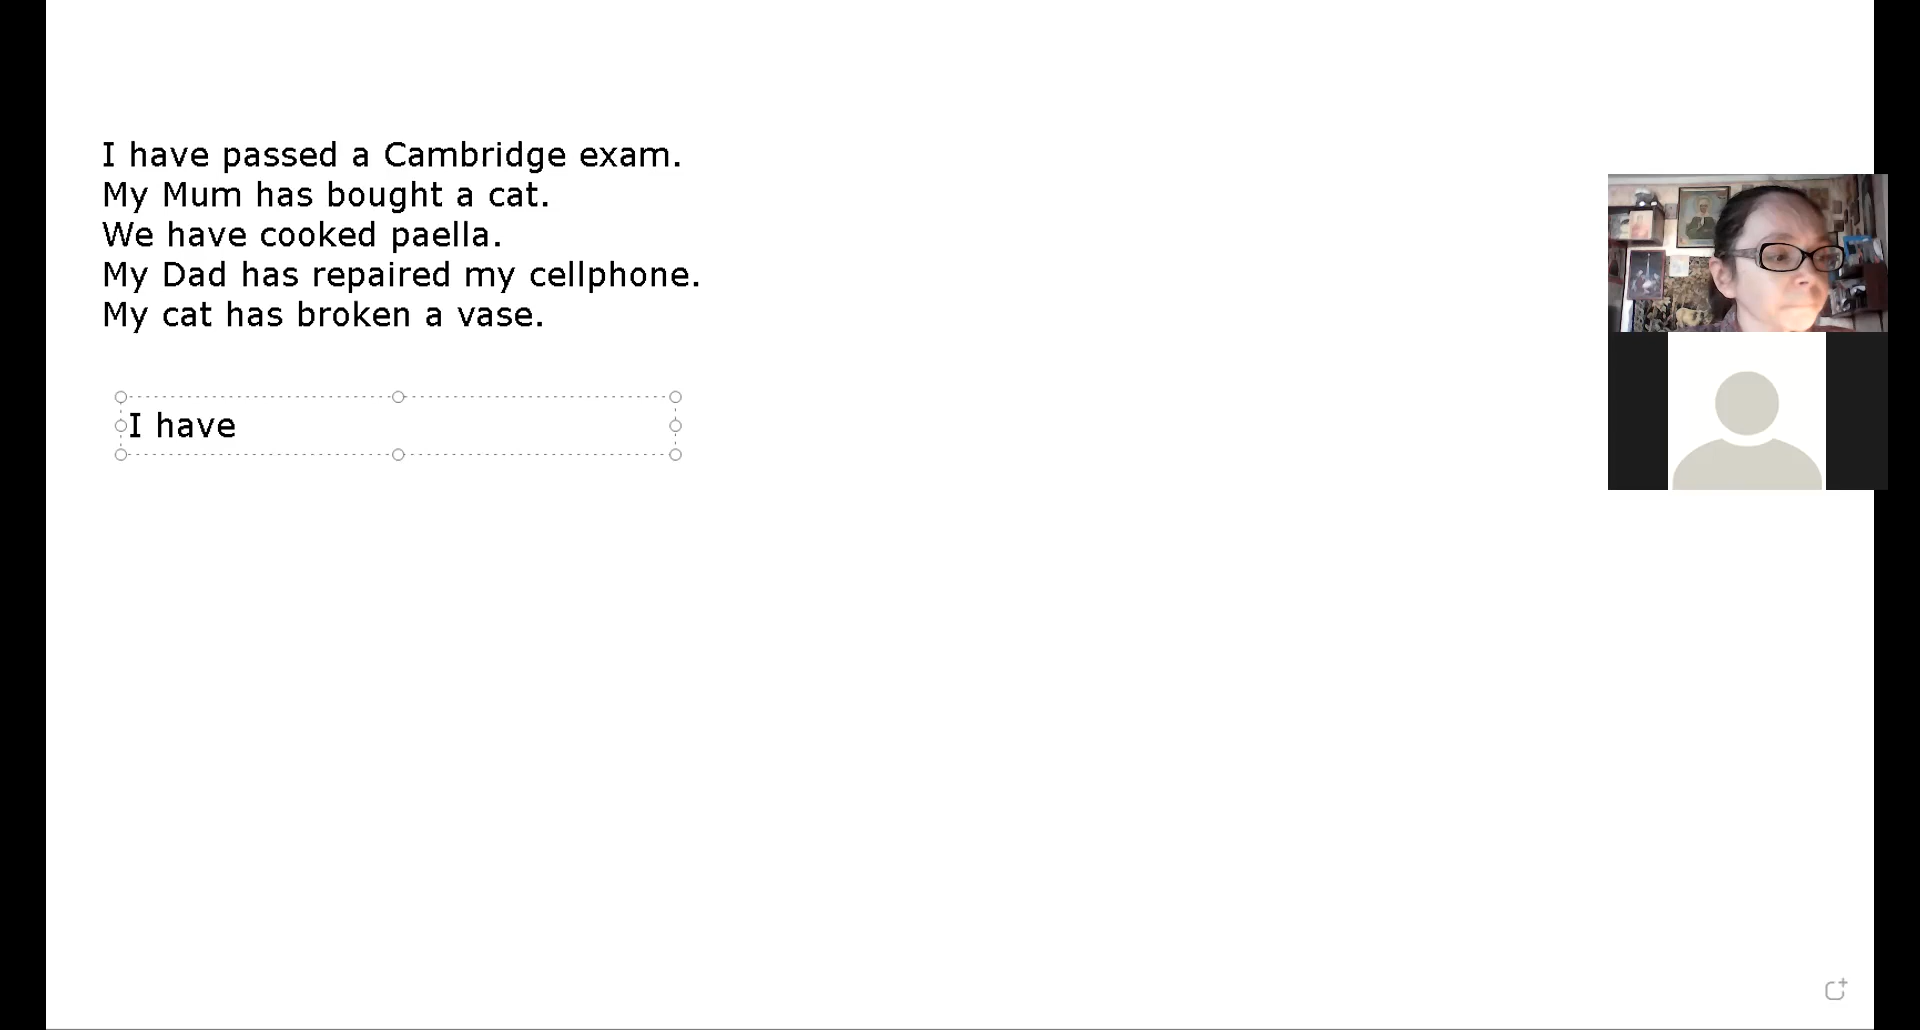 I have passed a Cambridge exam.
My Mum has bought a cat.
We have cooked paella.
My Dad has repaired my cellphone.
My cat has broken a vase.
I have